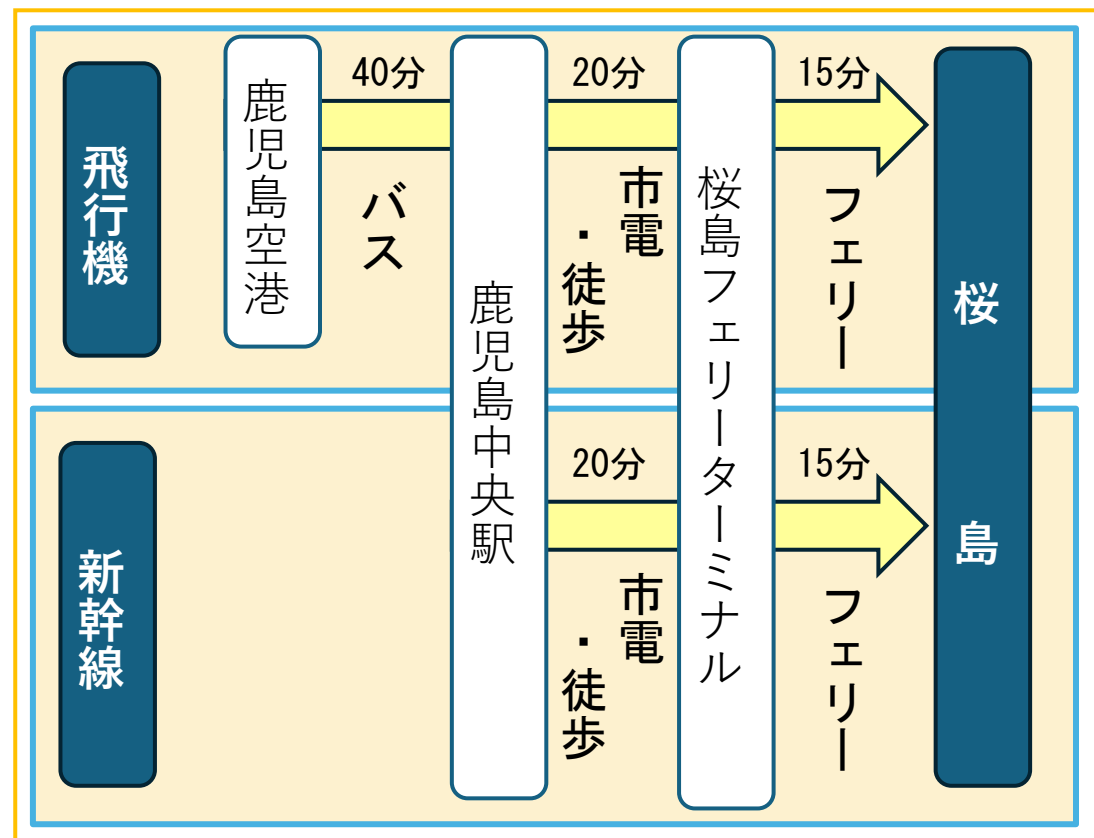 飛行機
鹿児島空港
40分
バス
鹿児島中央駅
20分
市電
・徒歩
桜島フェリーターミナル
15分
フェリー
桜島
新幹線
20分
市電
・徒歩
15分
フェリー